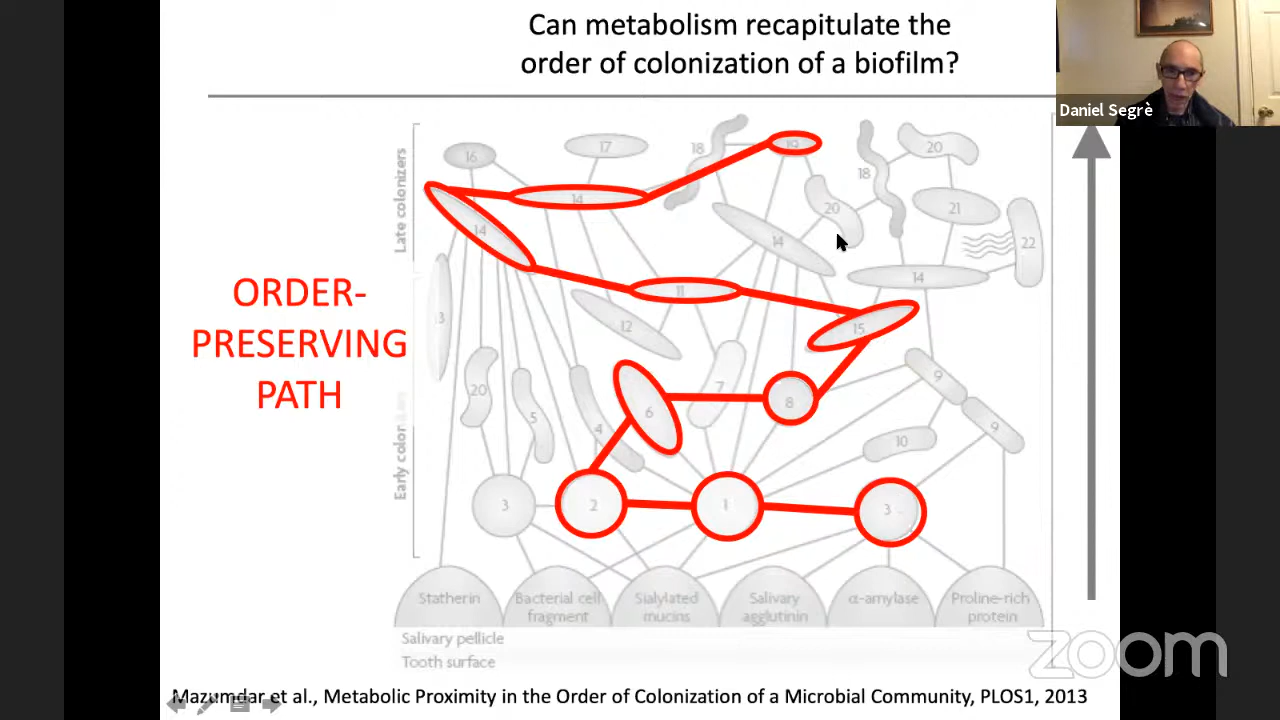 Can metabolism recapitulate the
order of colonization of a biofilm?
Daniel Segrè
Late colonizers
Early colon
ORDER-
PRESERVING
PATH
16
17
18
19
20
18
14
14
20
21
14
22
14
3
11
12
15
20
5
4
6
7
8
9
9
10
3
2
1
3
Statherin
Bacterial cell
fragment
Sialylated
mucins
Salivary
agglutinin
α-amylase
Proline-rich
protein
Salivary pellicle
Tooth surface
zoom
Mazumdar et al., Metabolic Proximity in the Order of Colonization of a Microbial Community, PLOS1, 2013